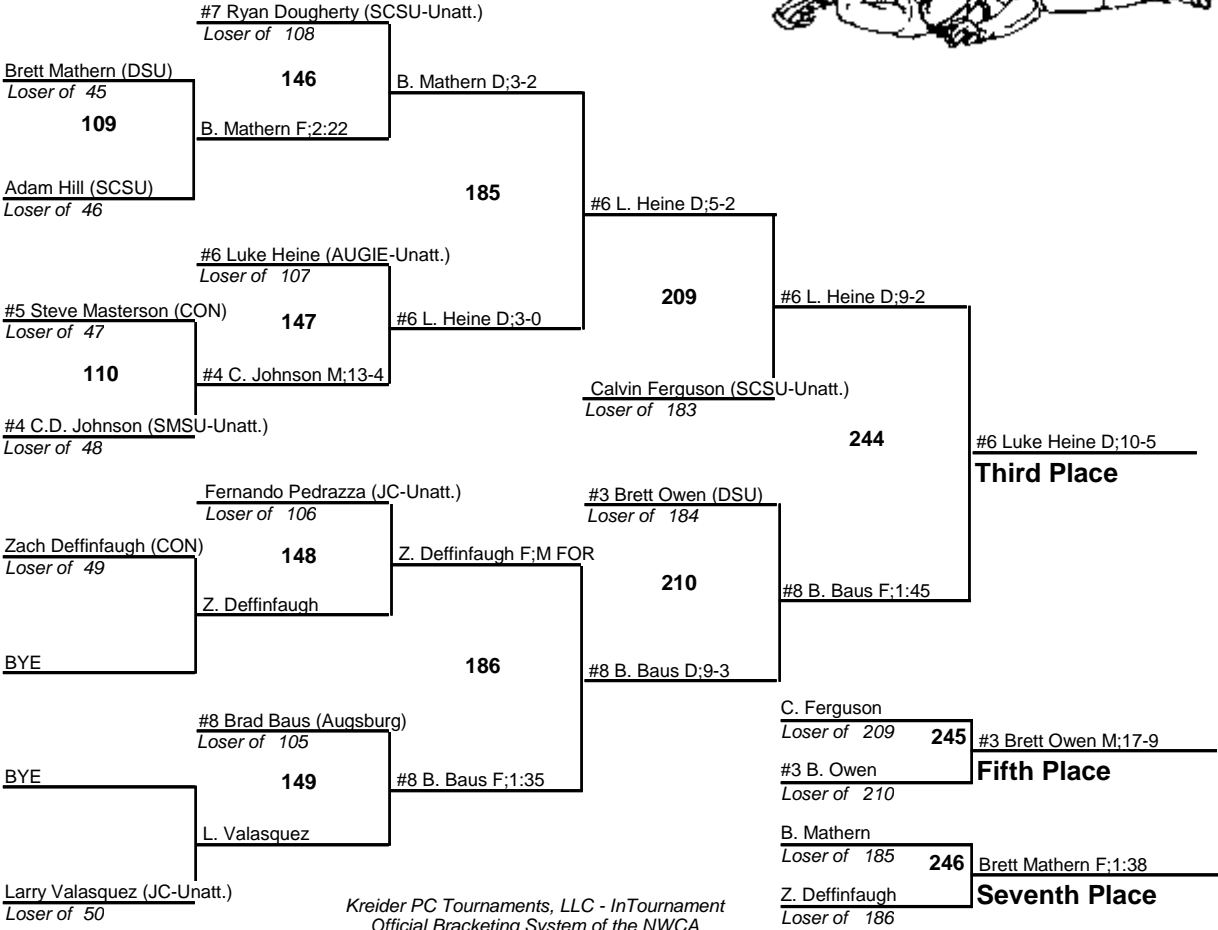 #7 Ryan Dougherty (SCSU-Unatt.)
Loser of 108
Brett Mathern (DSU)
Loser of 45
146
B. Mathern D;3-2
109
B. Mathern F;2:22
Adam Hill (SCSU)
Loser of 46
185
#6 L. Heine D;5-2
#6 Luke Heine (AUGIE-Unatt.)
Loser of 107
#5 Steve Masterson (CON)
Loser of 47
147
#6 L. Heine D;3-0
209
#6 L. Heine D;9-2
110
#4 C. Johnson M;13-4
Calvin Ferguson (SCSU-Unatt.)
Loser of 183
#4 C.D. Johnson (SMSU-Unatt.)
Loser of 48
244
#6 Luke Heine D;10-5
Third Place
Fernando Pedrazza (JC-Unatt.)
Loser of 106
#3 Brett Owen (DSU)
Loser of 184
Zach Deffinfaugh (CON)
Loser of 49
148
Z. Deffinfaugh F;M FOR
210
#8 B. Baus F;1:45
Z. Deffinfaugh
BYE
186
#8 B. Baus D;9-3
#8 Brad Baus (Augsburg)
Loser of 105
C. Ferguson
Loser of 209
245
#3 Brett Owen M;17-9
Fifth Place
BYE
149
#8 B. Baus F;1:35
#3 B. Owen
Loser of 210
L. Valasquez
B. Mathern
Loser of 185
246
Brett Mathern F;1:38
Seventh Place
Larry Valasquez (JC-Unatt.)
Loser of 50
Z. Deffinfaugh
Loser of 186
Kreider PC Tournaments, LLC - InTournament
Official Bracketing System of the NWCA